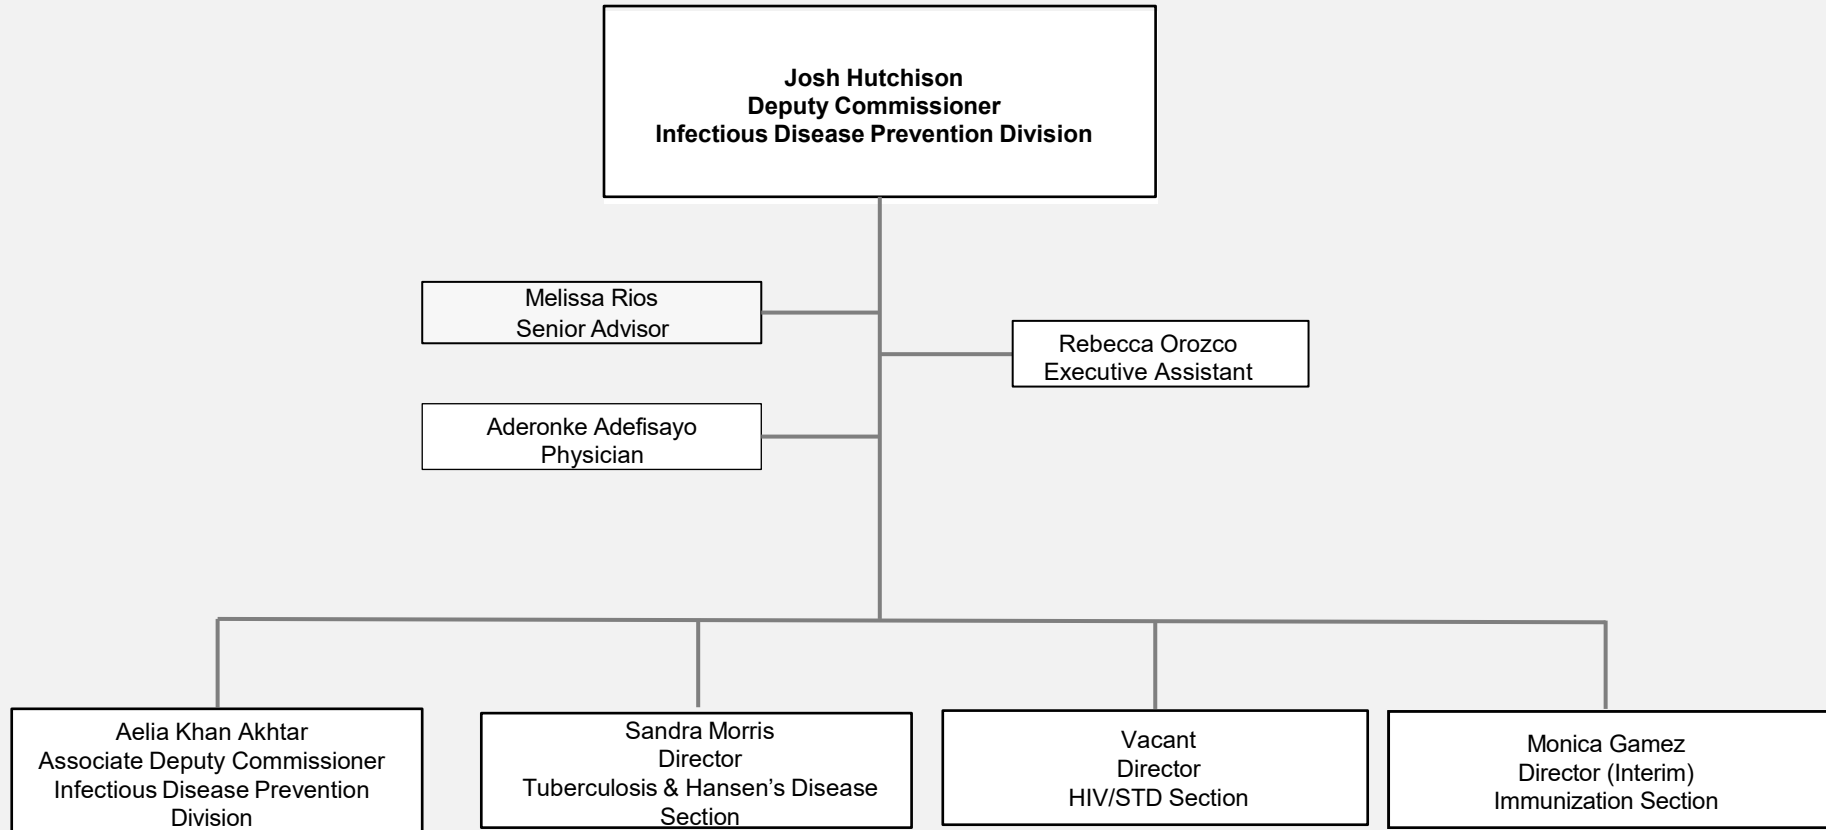 Josh Hutchison
Deputy Commissioner
Infectious Disease Prevention Division
Melissa Rios
Senior Advisor
Rebecca Orozco
Executive Assistant
Aderonke Adefisayo
Physician
Aelia Khan Akhtar
Associate Deputy Commissioner
Infectious Disease Prevention
Division
Sandra Morris
Director
Tuberculosis & Hansen’s Disease
Section
Vacant
Director
HIV/STD Section
Monica Gamez
Director (Interim)
Immunization Section